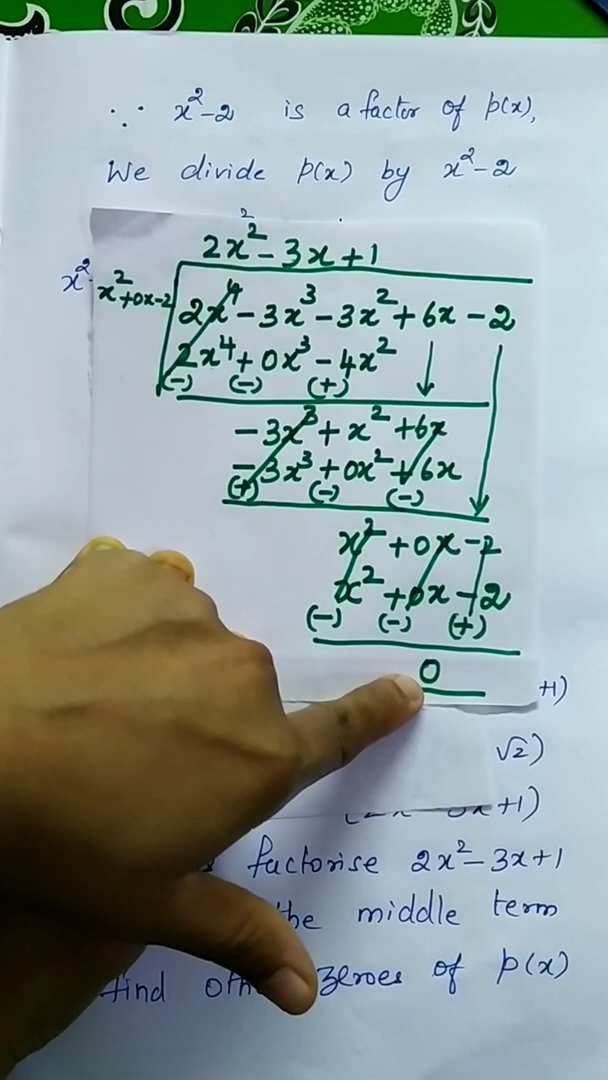 ∵ x²-2 is a factor of p(x),
We divide p(x) by x²-2
2x²-3x+1
x²+0x-2
2x⁴-3x³-3x²+6x-2
2x⁴+0x³-4x²
(-) (-) (+)
-3x³+x²+6x
-3x³+0x²+6x
(+) (-) (-)
x²+0x-2
x²+0x-2
(-) (-) (+)
0
+1)
√2)
+1)
factorise 2x²-3x+1
the middle term
find zeroes of p(x)